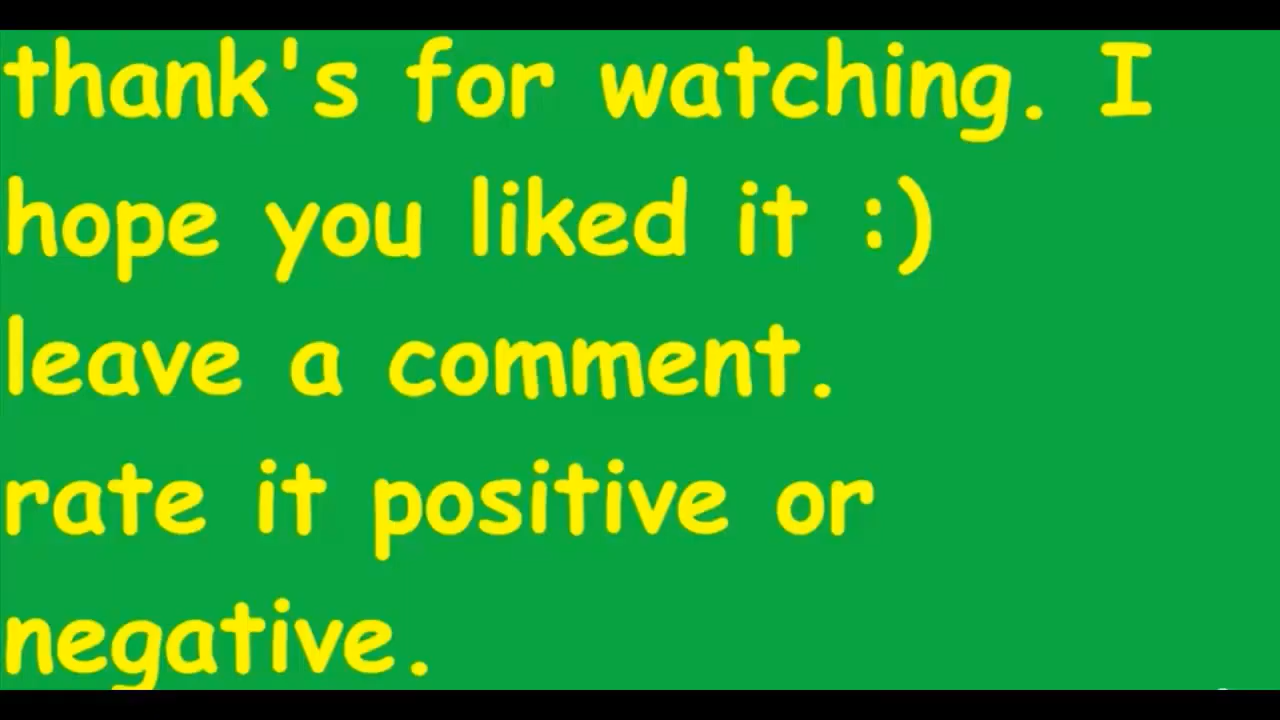 thank's for watching. I
hope you liked it :)
leave a comment.
rate it positive or
negative.